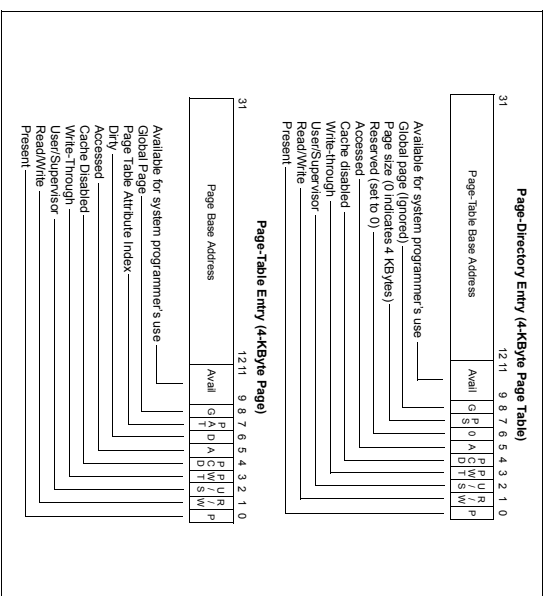 Page-Directory Entry (4-KByte Page Table)
31 12 11 9 8 7 6 5 4 3 2 1 0
P P P U R
Page-Table Base Address Avail G 0 A C W / / P
S D T S W
Available for system programmer's use
Global page (Ignored)
Page size (0 indicates 4 KBytes)
Reserved (set to 0)
Accessed
Cache disabled
Write-through
User/Supervisor
Read/Write
Present
Page-Table Entry (4-KByte Page)
31 12 11 9 8 7 6 5 4 3 2 1 0
P P P U R
Page Base Address Avail G A D A C W / / P
T D T S W
Available for system programmer's use
Global Page
Page Table Attribute Index
Dirty
Accessed
Cache Disabled
Write-Through
User/Supervisor
Read/Write
Present